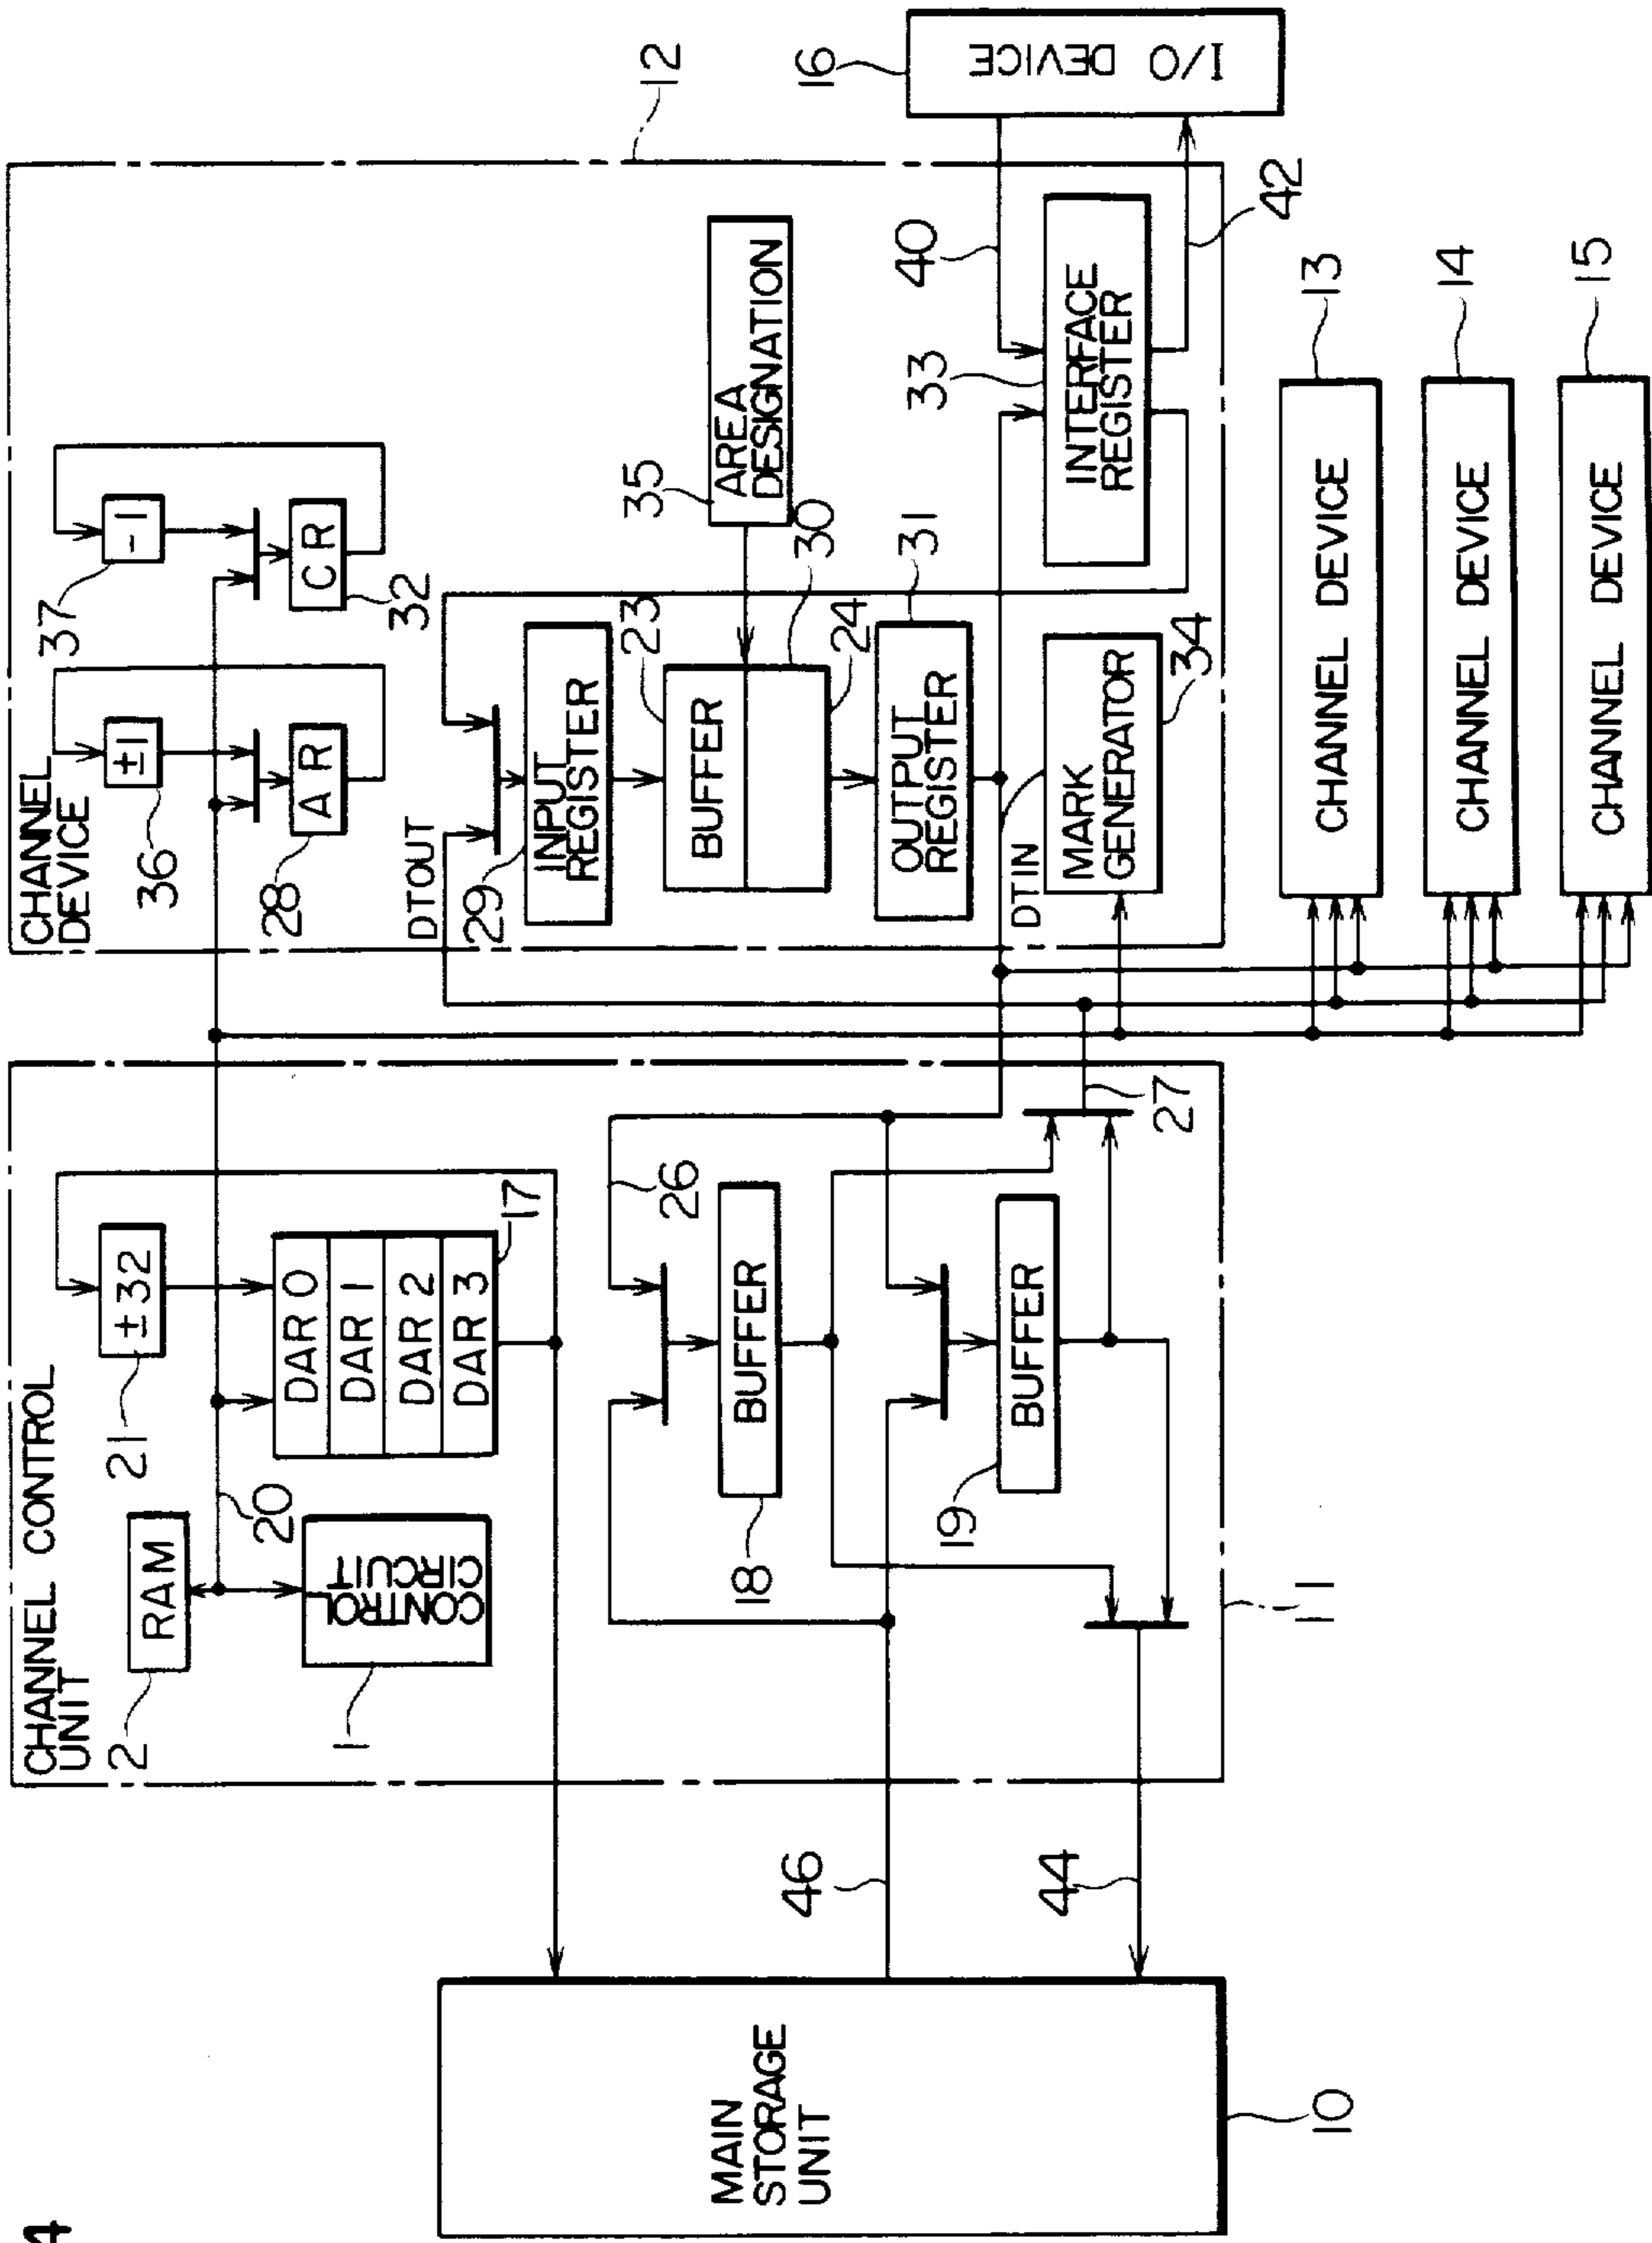 4
CHANNEL CONTROL
UNIT
2
RAM
1
CONTROL
CIRCUIT
20
21
±32
DAR 0
DAR 1
DAR 2
DAR 3
17
26
18
BUFFER
19
BUFFER
27
11
MAIN
STORAGE
UNIT
10
46
44
CHANNEL
DEVICE
36
±1
28
A R
37
-1
32
C R
12
DTOUT
29
INPUT
REGISTER
23
BUFFER
30
24
35
AREA
DESIGNATION
OUTPUT
REGISTER
31
DTIN
MARK
GENERATOR
34
33
INTERFACE
REGISTER
40
42
16
I/O DEVICE
CHANNEL DEVICE
13
CHANNEL DEVICE
14
CHANNEL DEVICE
15